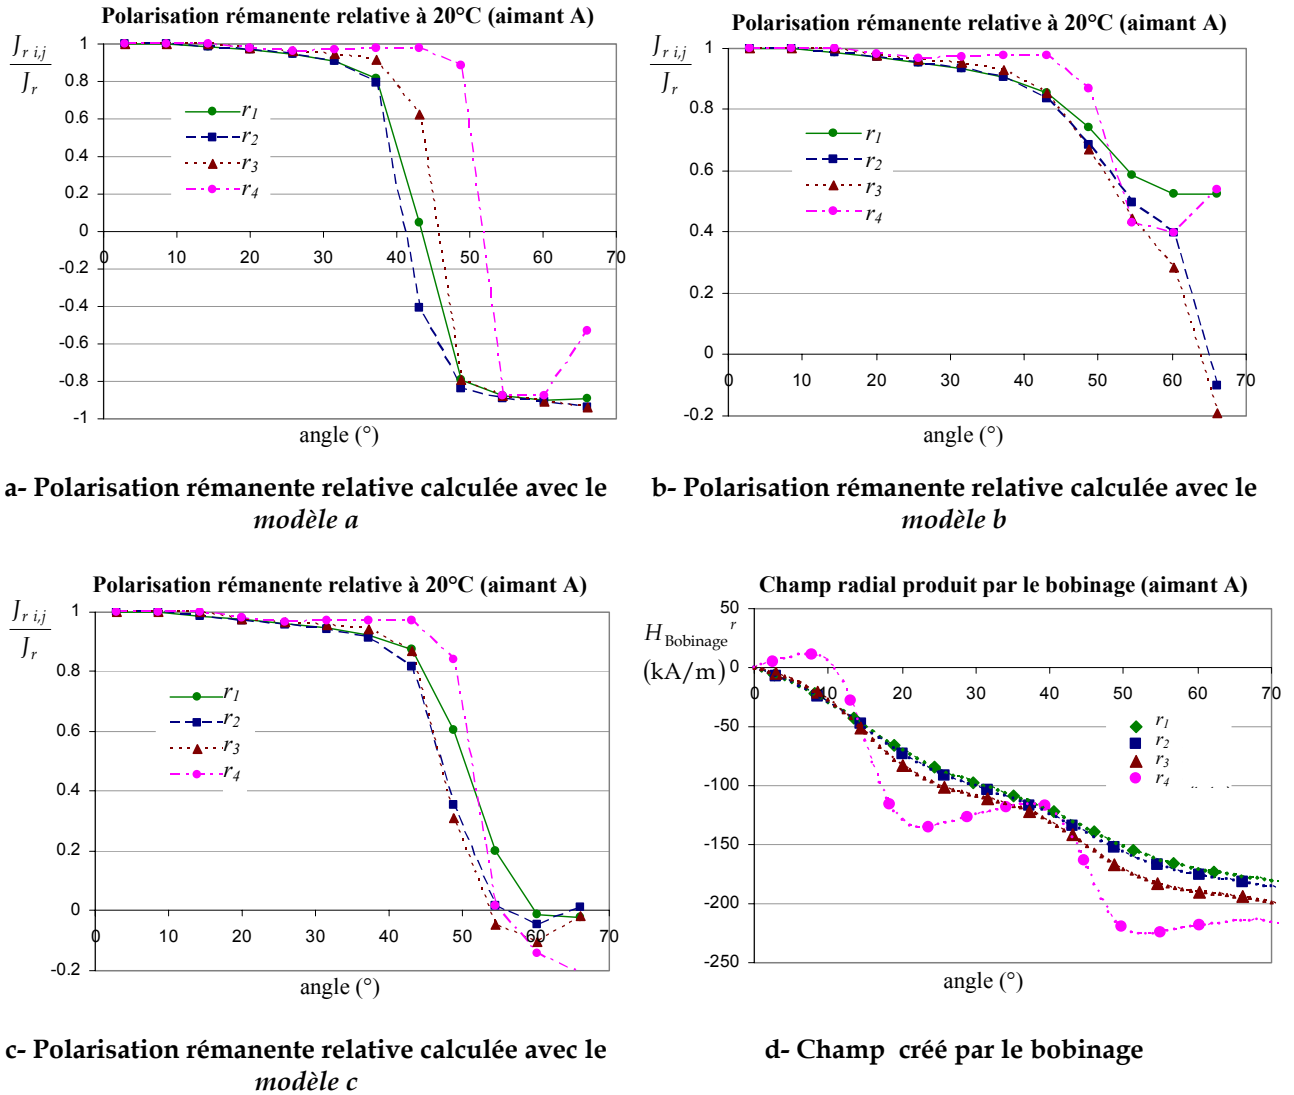 Polarisation rémanente relative à 20°C (aimant A)
J r i,j
J r
1
0.8
0.6
0.4
0.2
0
-0.2
-0.4
-0.6
-0.8
-1
r1
r2
r3
r4
0 10 20 30 40 50 60 70
angle (°)
a- Polarisation rémanente relative calculée avec le
modèle a
Polarisation rémanente relative à 20°C (aimant A)
J r i,j
J r
1
0.8
0.6
0.4
0.2
0
-0.2
r1
r2
r3
r4
0 10 20 30 40 50 60 70
angle (°)
b- Polarisation rémanente relative calculée avec le
modèle b
Polarisation rémanente relative à 20°C (aimant A)
J r i,j
J r
1
0.8
0.6
0.4
0.2
0
-0.2
r1
r2
r3
r4
0 10 20 30 40 50 60 70
angle (°)
c- Polarisation rémanente relative calculée avec le
modèle c
Champ radial produit par le bobinage (aimant A)
H Bobinage r
(kA/m)
50
0
-50
-100
-150
-200
-250
r1
r2
r3
r4
0 10 20 30 40 50 60 70
angle (°)
d- Champ créé par le bobinage